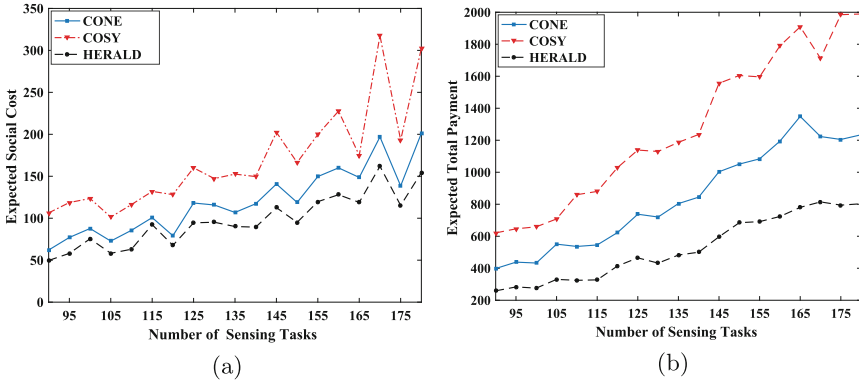 350
300
250
200
150
100
50
0
Expected Social Cost
CONE
COSY
HERALD
95 105 115 125 135 145 155 165 175
Number of Sensing Tasks
(a)
2000
1800
1600
1400
1200
1000
800
600
400
200
Expected Total Payment
CONE
COSY
HERALD
95 105 115 125 135 145 155 165 175
Number of Sensing Tasks
(b)